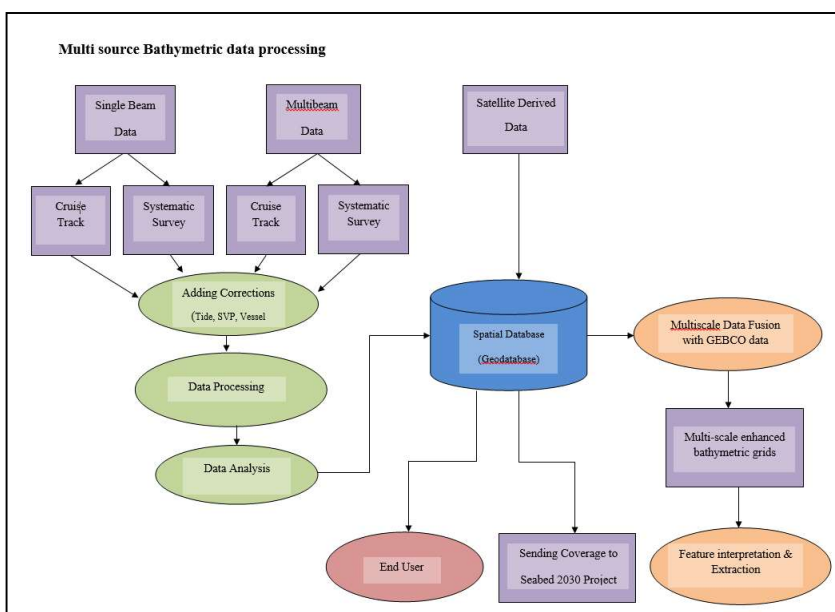 Multi source Bathymetric data processing
Single Beam
Data
Multibeam
Data
Satellite Derived
Data
Cruise
Track
Systematic
Survey
Cruise
Track
Systematic
Survey
Adding Corrections
(Tide, SVP, Vessel
Data Processing
Data Analysis
Spatial Database
(Geodatabase)
Multiscale Data Fusion
with GEBCO data
Multi-scale enhanced
bathymetric grids
Feature interpretation &
Extraction
End User
Sending Coverage to
Seabed 2030 Project